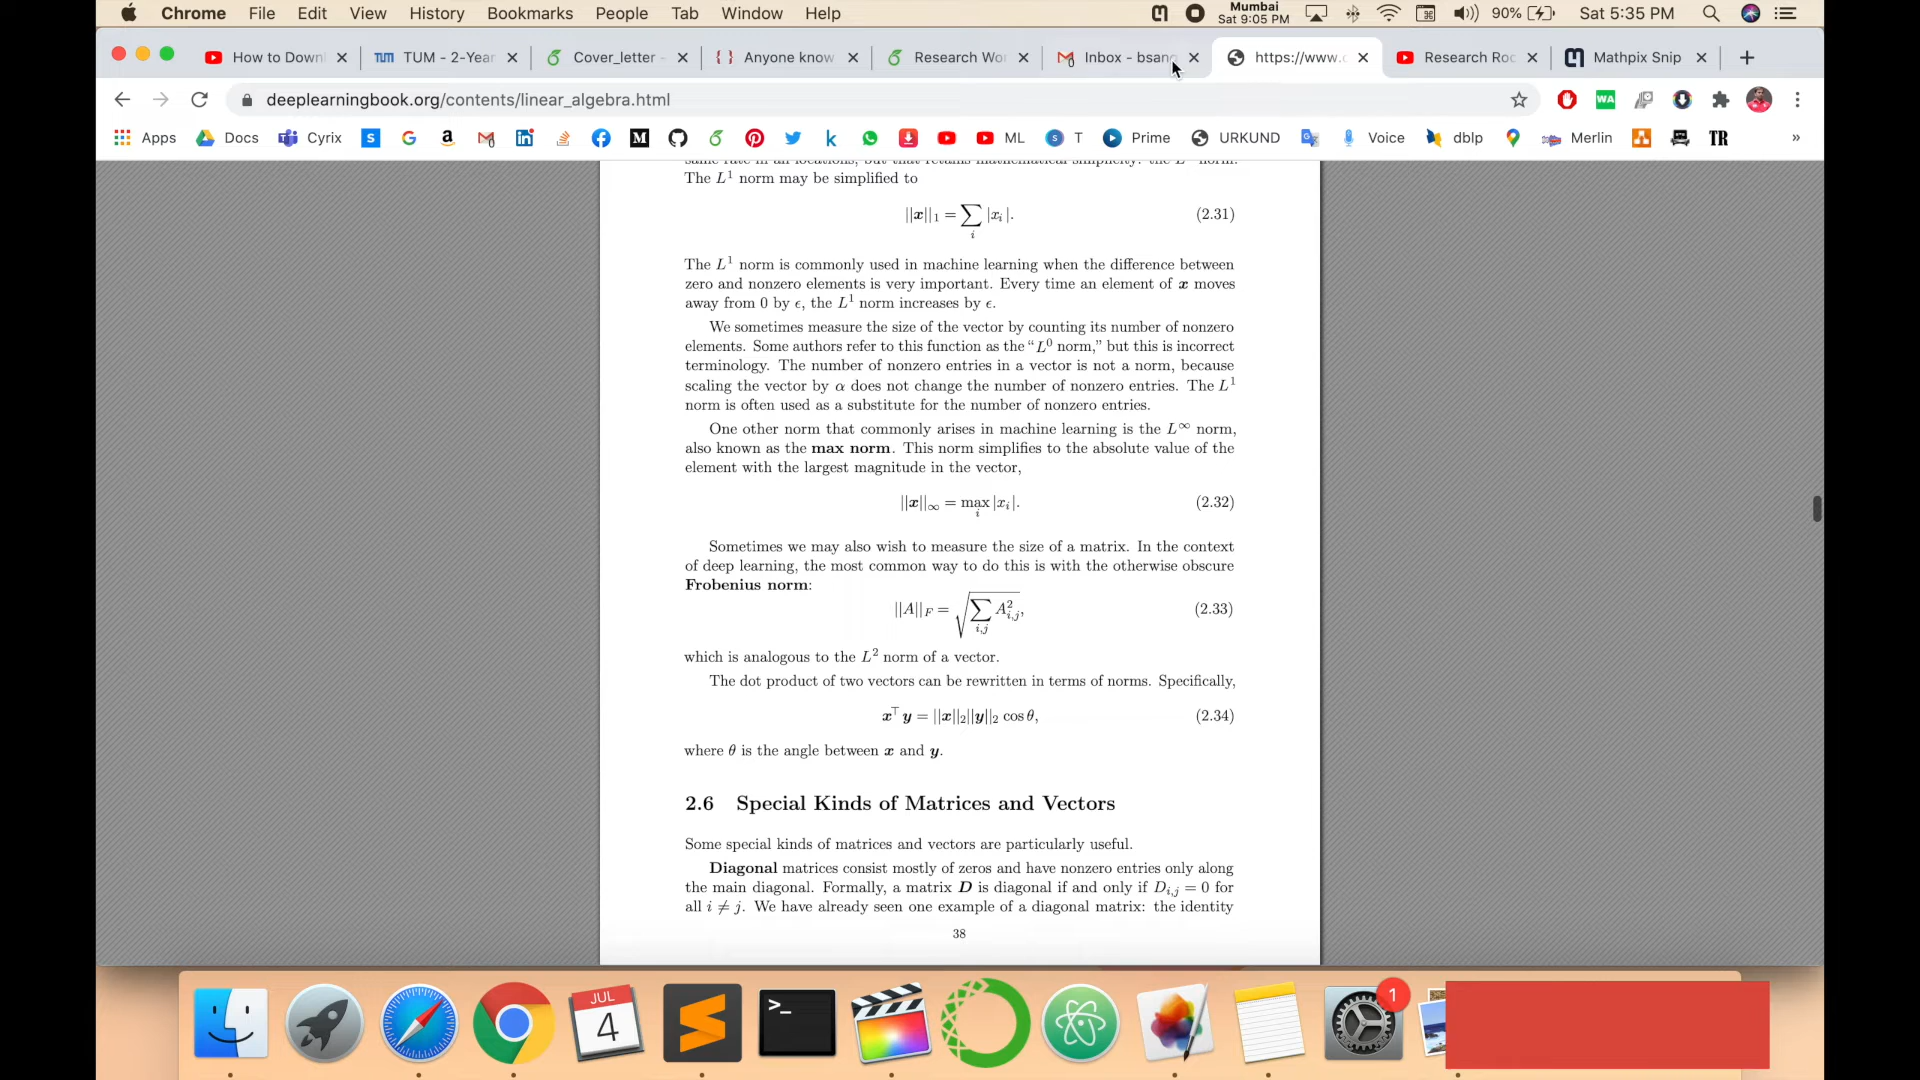 Chrome File Edit View History Bookmarks People Tab Window Help Mumbai Sat 9:05 PM 90% Sat 5:35 PM
How to Downl TUM - 2-Year Cover_letter - Anyone know Research Wor Inbox - bsang https://www.c Research Roc Mathpix Snip
deeplearningbook.org/contents/linear_algebra.html
Apps Docs Cyrix ML T Prime URKUND Voice dblp Merlin TR »
The L¹ norm may be simplified to
||x||₁ = ∑ᵢ |xᵢ|. (2.31)
The L¹ norm is commonly used in machine learning when the difference between
zero and nonzero elements is very important. Every time an element of x moves
away from 0 by ϵ, the L¹ norm increases by ϵ.
We sometimes measure the size of the vector by counting its number of nonzero
elements. Some authors refer to this function as the “L⁰ norm,” but this is incorrect
terminology. The number of nonzero entries in a vector is not a norm, because
scaling the vector by α does not change the number of nonzero entries. The L¹
norm is often used as a substitute for the number of nonzero entries.
One other norm that commonly arises in machine learning is the L∞ norm,
also known as the max norm. This norm simplifies to the absolute value of the
element with the largest magnitude in the vector,
||x||∞ = maxᵢ |xᵢ|. (2.32)
Sometimes we may also wish to measure the size of a matrix. In the context
of deep learning, the most common way to do this is with the otherwise obscure
Frobenius norm:
||A||F = √(∑i,j A²i,j), (2.33)
which is analogous to the L² norm of a vector.
The dot product of two vectors can be rewritten in terms of norms. Specifically,
x⊤y = ||x||₂||y||₂ cos θ, (2.34)
where θ is the angle between x and y.
2.6 Special Kinds of Matrices and Vectors
Some special kinds of matrices and vectors are particularly useful.
Diagonal matrices consist mostly of zeros and have nonzero entries only along
the main diagonal. Formally, a matrix D is diagonal if and only if Di,j = 0 for
all i ≠ j. We have already seen one example of a diagonal matrix: the identity
38
JUL
4
1